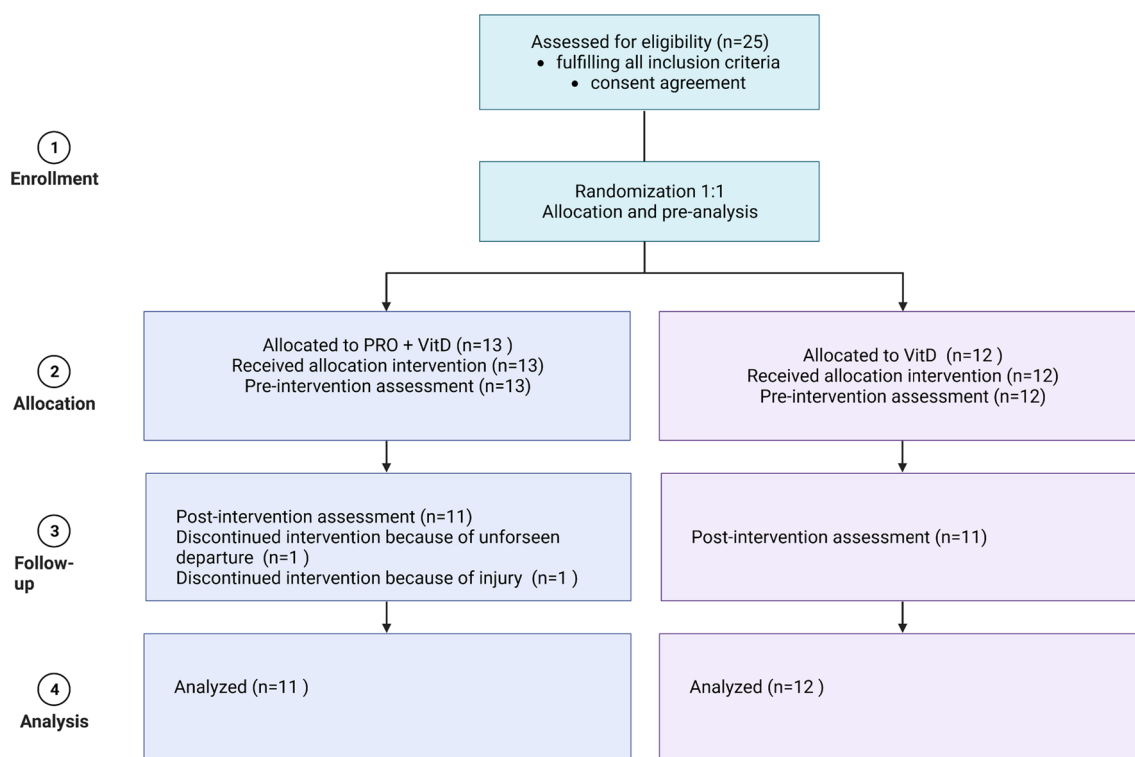 Assessed for eligibility (n=25)
• fulfilling all inclusion criteria
• consent agreement
1
Enrollment
Randomization 1:1
Allocation and pre-analysis
2
Allocation
Allocated to PRO + VitD (n=13 )
Received allocation intervention (n=13)
Pre-intervention assessment (n=13)
Allocated to VitD (n=12 )
Received allocation intervention (n=12)
Pre-intervention assessment (n=12)
3
Follow-
up
Post-intervention assessment (n=11)
Discontinued intervention because of unforseen
departure (n=1 )
Discontinued intervention because of injury (n=1 )
Post-intervention assessment (n=11)
4
Analysis
Analyzed (n=11 )
Analyzed (n=12 )